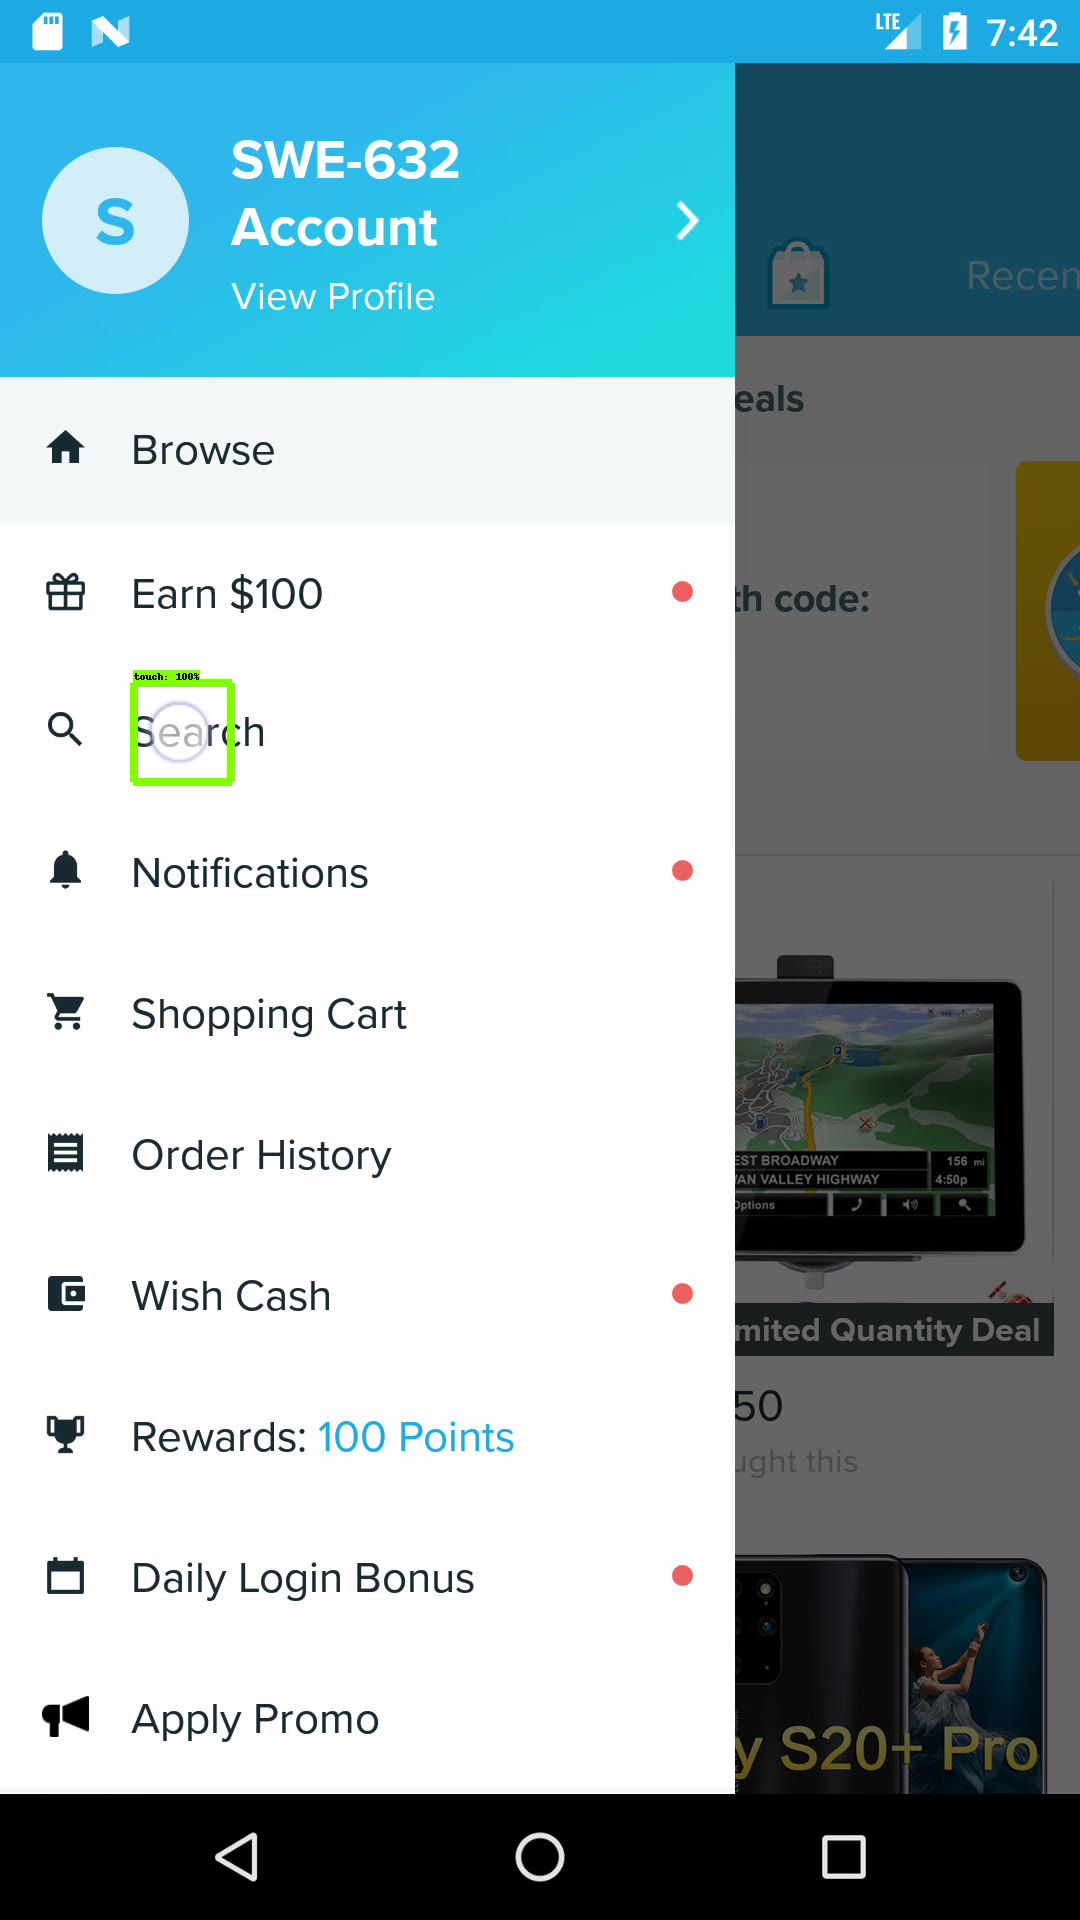 LTE 7:42
SWE-632
Account
S
View Profile
Recen
Browse
eals
Earn $100
th code:
touch: 100%
Search
Notifications
Shopping Cart
Order History
EST BROADWAY
156 mi
VAN VALLEY HIGHWAY
4:50p
Options
Wish Cash
mited Quantity Deal
50
Rewards: 100 Points
ught this
Daily Login Bonus
Apply Promo
y S20+ Pro